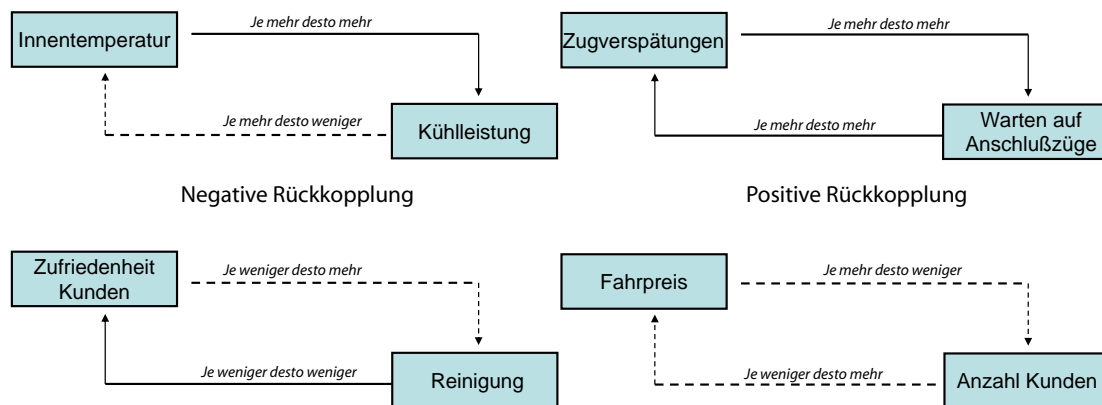 Je mehr desto mehr
Innentemperatur
Je mehr desto weniger
Kühlleistung
Negative Rückkopplung
Je mehr desto mehr
Zugverspätungen
Je mehr desto mehr
Warten auf
Anschlußzüge
Positive Rückkopplung
Zufriedenheit
Kunden
Je weniger desto mehr
Je weniger desto weniger
Reinigung
Je mehr desto weniger
Fahrpreis
Je weniger desto mehr
Anzahl Kunden